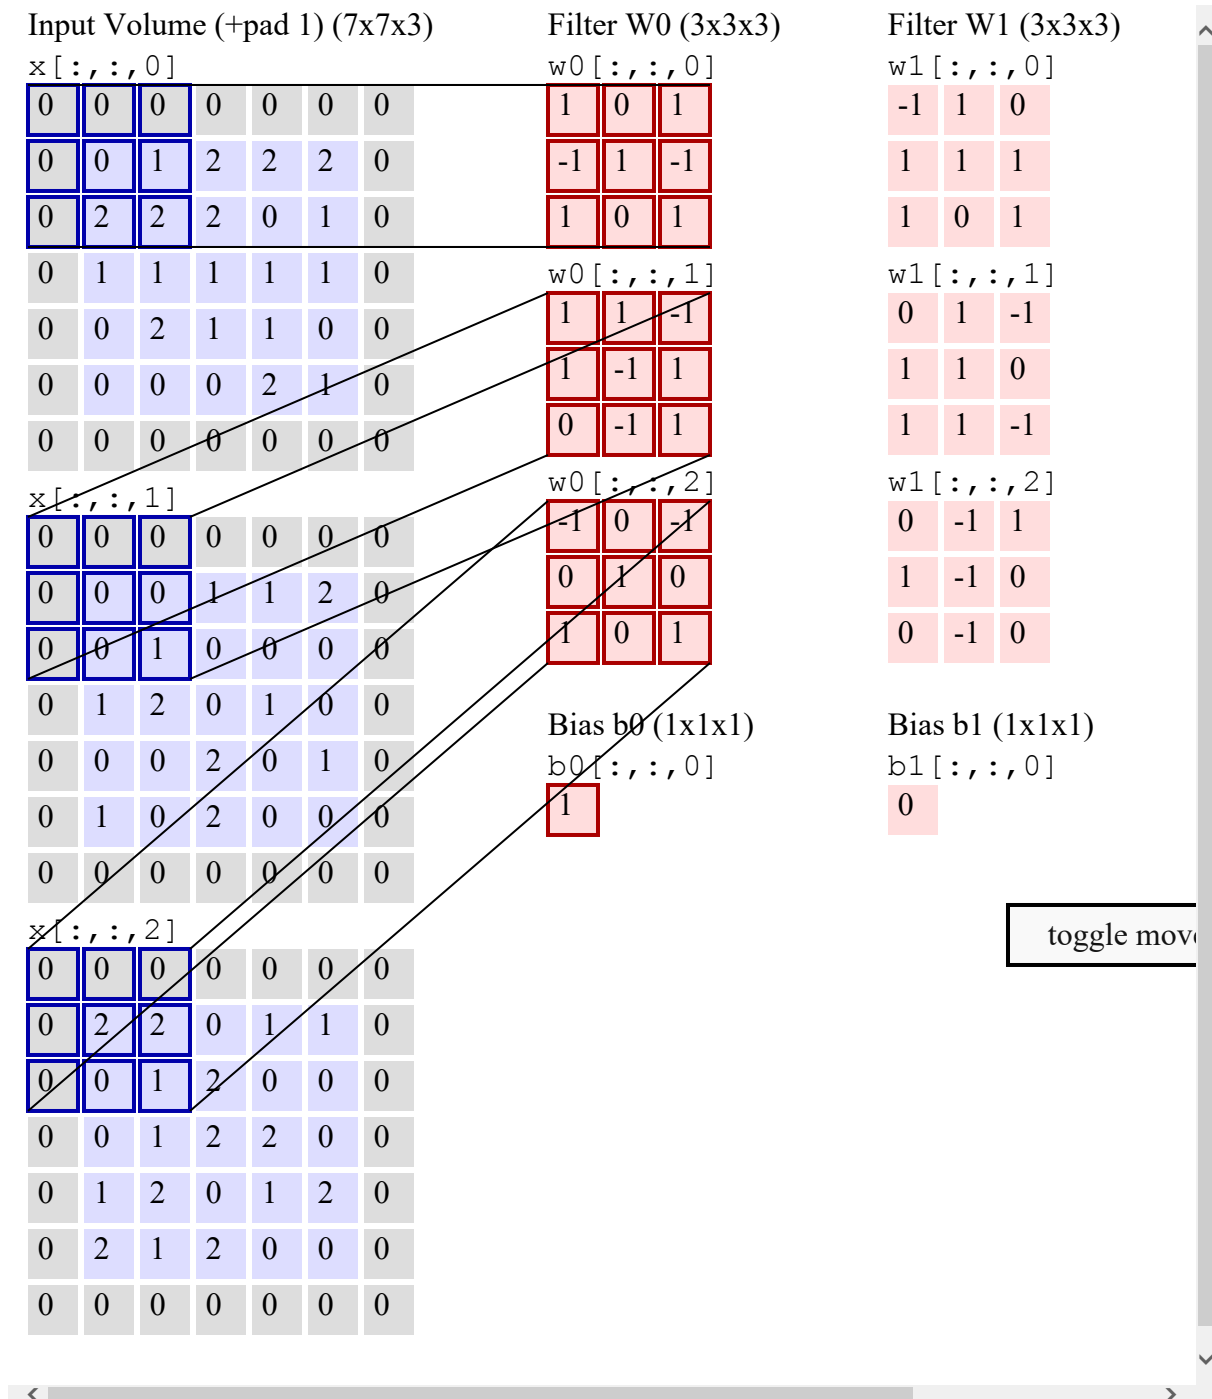 Input Volume (+pad 1) (7x7x3)
x[:,:,0]
0 0 0 0 0 0 0
0 0 1 2 2 2 0
0 2 2 2 0 1 0
0 1 1 1 1 1 0
0 0 2 1 1 0 0
0 0 0 0 2 1 0
0 0 0 0 0 0 0
x[:,:,1]
0 0 0 0 0 0 0
0 0 0 1 1 2 0
0 0 1 0 0 0 0
0 1 2 0 1 0 0
0 0 0 2 0 1 0
0 1 0 2 0 0 0
0 0 0 0 0 0 0
x[:,:,2]
0 0 0 0 0 0 0
0 2 2 0 1 1 0
0 0 1 2 0 0 0
0 0 1 2 2 0 0
0 1 2 0 1 2 0
0 2 1 2 0 0 0
0 0 0 0 0 0 0
Filter W0 (3x3x3)
w0[:,:,0]
1 0 1
-1 1 -1
1 0 1
w0[:,:,1]
1 1 -1
1 -1 1
0 -1 1
w0[:,:,2]
-1 0 -1
0 1 0
1 0 1
Bias b0 (1x1x1)
b0[:,:,0]
1
Filter W1 (3x3x3)
w1[:,:,0]
-1 1 0
1 1 1
1 0 1
w1[:,:,1]
0 1 -1
1 1 0
1 1 -1
w1[:,:,2]
0 -1 1
1 -1 0
0 -1 0
Bias b1 (1x1x1)
b1[:,:,0]
0
toggle